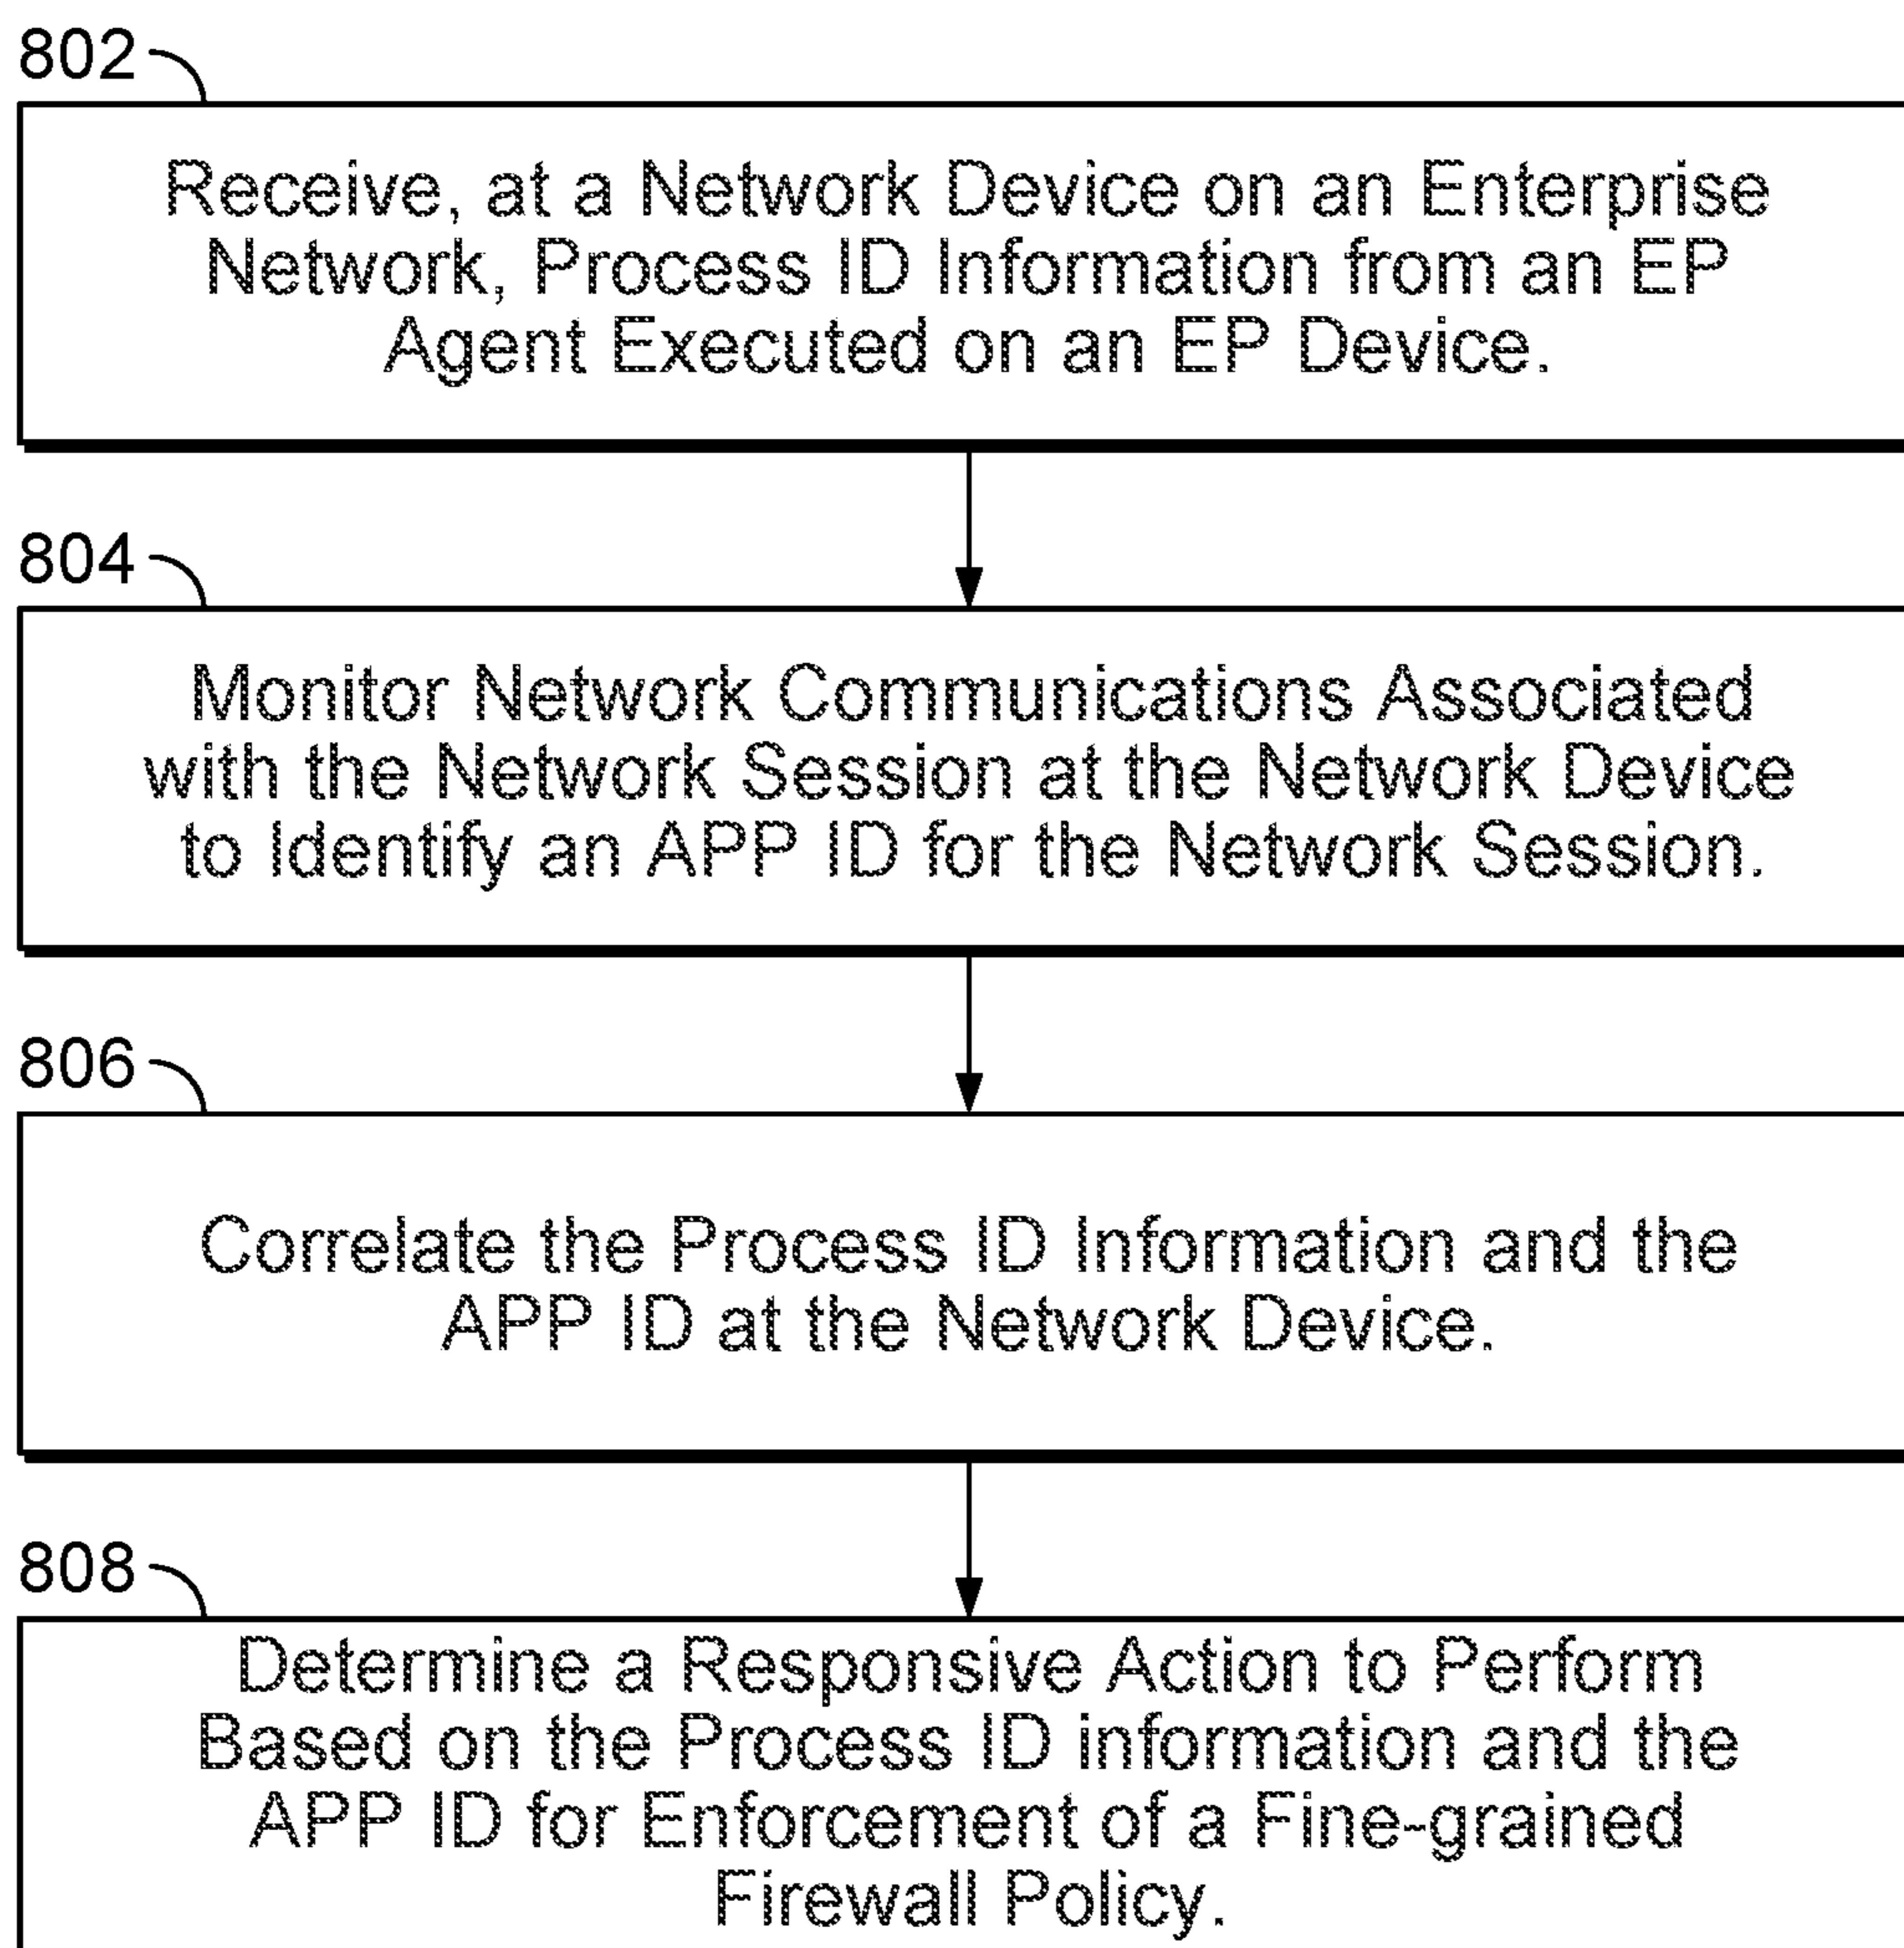 802
Receive, at a Network Device on an Enterprise
Network, Process ID Information from an EP
Agent Executed on an EP Device.
804
Monitor Network Communications Associated
with the Network Session at the Network Device
to Identify an APP ID for the Network Session.
806
Correlate the Process ID Information and the
APP ID at the Network Device.
808
Determine a Responsive Action to Perform
Based on the Process ID information and the
APP ID for Enforcement of a Fine-grained
Firewall Policy.